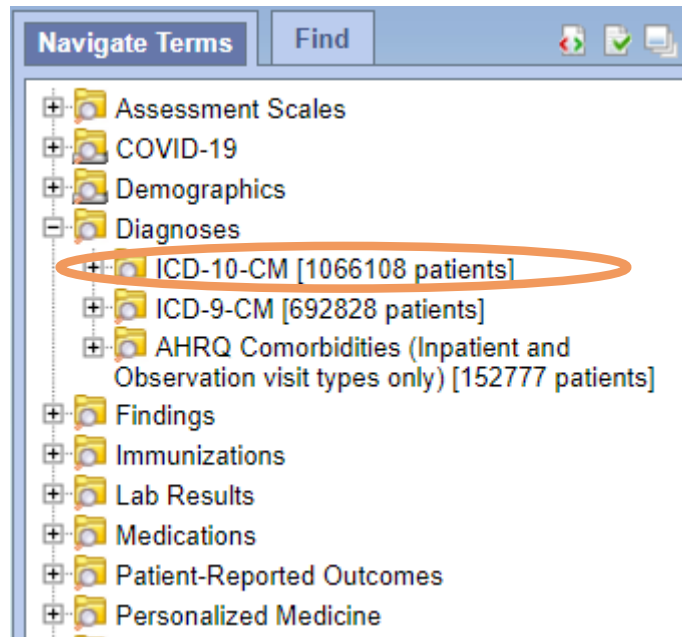 Navigate Terms
Find
Assessment Scales
COVID-19
Demographics
Diagnoses
ICD-10-CM [1066108 patients]
ICD-9-CM [692828 patients]
AHRQ Comorbidities (Inpatient and
Observation visit types only) [152777 patients]
Findings
Immunizations
Lab Results
Medications
Patient-Reported Outcomes
Personalized Medicine